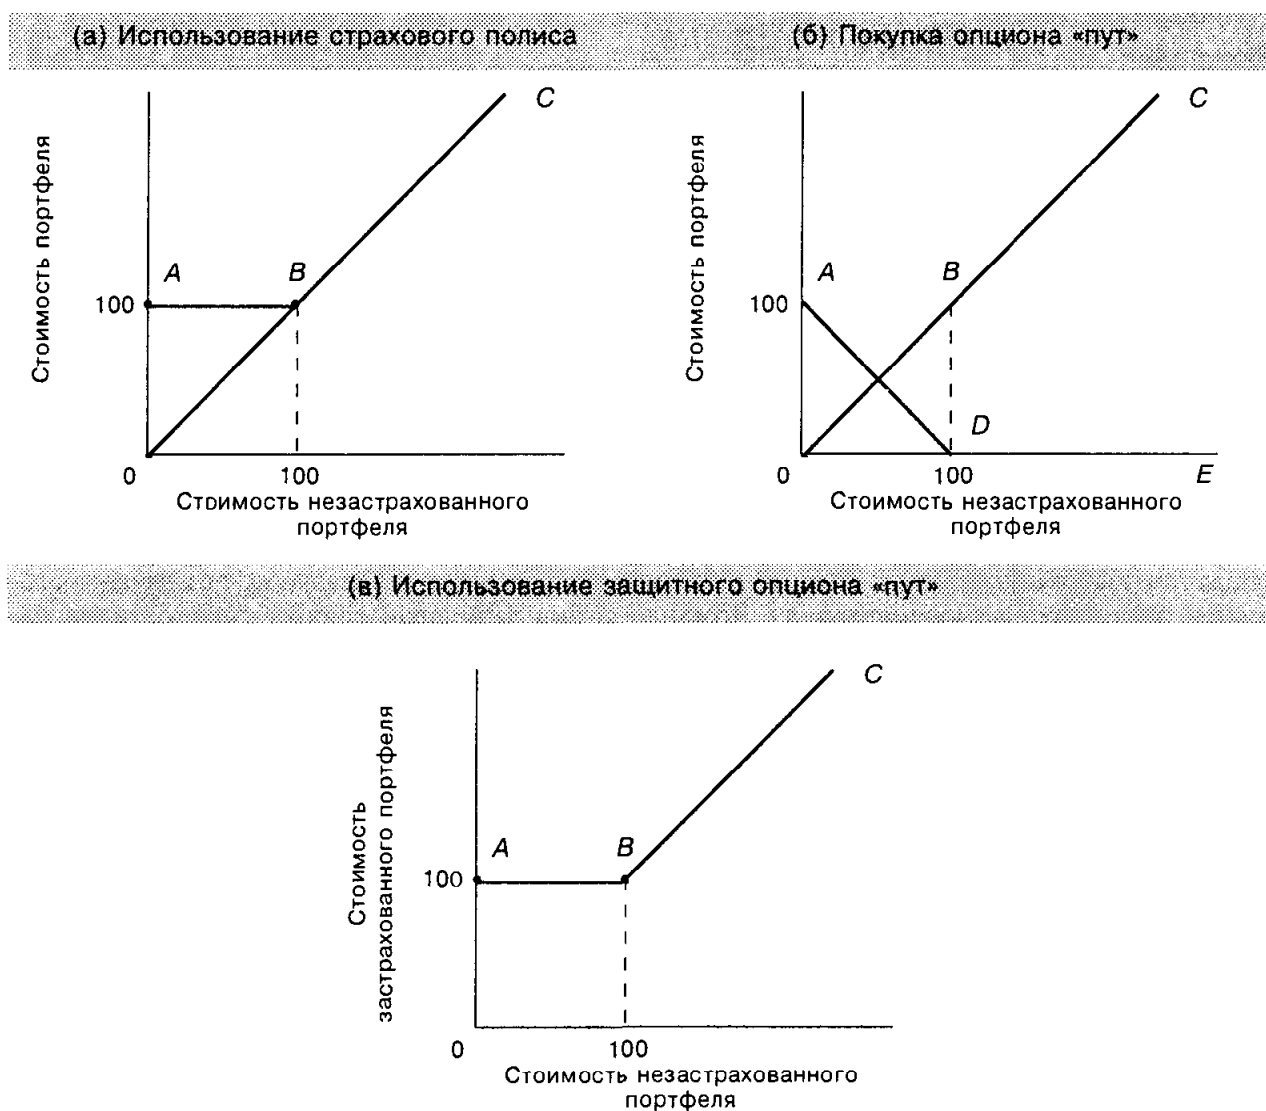 (а) Использование страхового полиса
(б) Покупка опциона «пут»
C
Стоимость портфеля
A
B
100
0
100
Стоимость незастрахованного
портфеля
C
Стоимость портфеля
A
B
100
D
0
100
E
Стоимость незастрахованного
портфеля
(в) Использование защитного опциона «пут»
C
Стоимость
застрахованного портфеля
A
B
100
0
100
Стоимость незастрахованного
портфеля